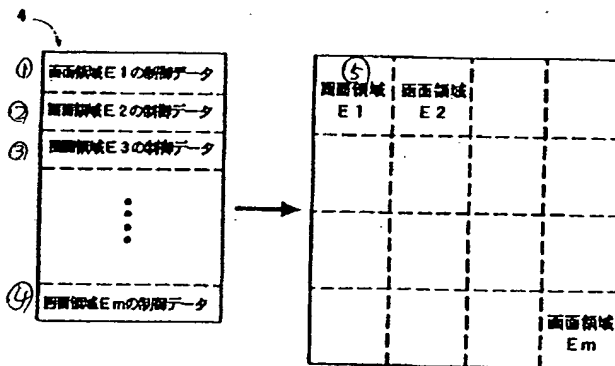 4
① 画面領域E1の制御データ
② 画面領域E2の制御データ
③ 画面領域E3の制御データ
④ 画面領域Emの制御データ
⑤
画面領域
E1
画面領域
E2
画面領域
Em